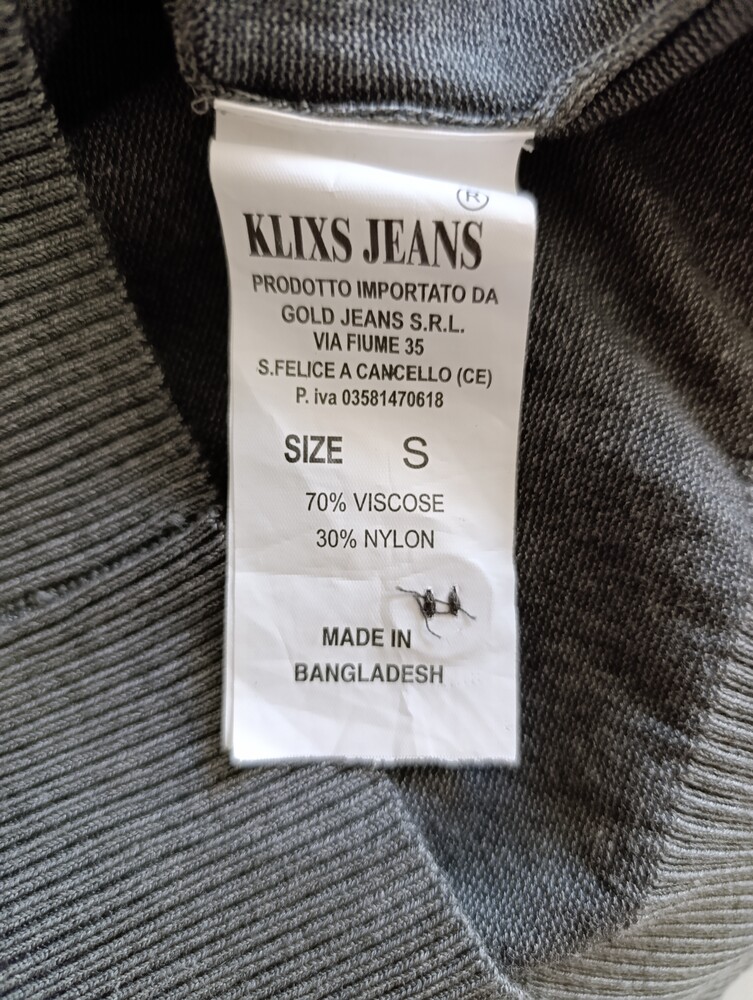 ®
KLIXS JEANS
PRODOTTO IMPORTATO DA
GOLD JEANS S.R.L.
VIA FIUME 35
S.FELICE A CANCELLO (CE)
P. iva 03581470618
SIZE S
70% VISCOSE
30% NYLON
MADE IN
BANGLADESH